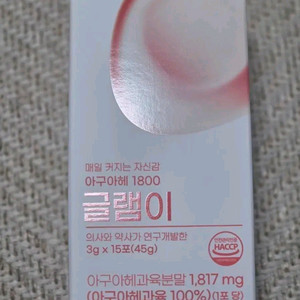 매일 커지는 자신감
아구아헤 1800
글램이
의사와 약사가 연구개발한
3g x 15포(45g)
HACCP
아구아헤과육분말 1,817 mg
(아구아헤과육 100%)(1포 당)